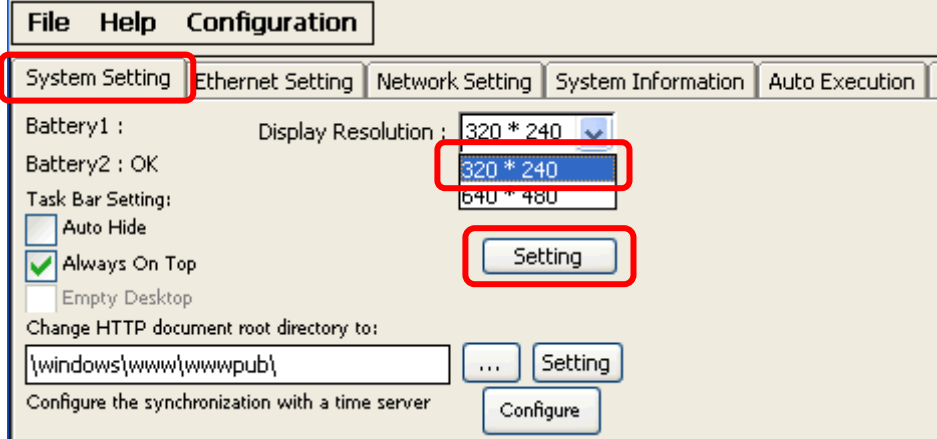 File Help Configuration
System Setting Ethernet Setting Network Setting System Information Auto Execution
Battery1 : Display Resolution : 320 * 240
Battery2 : OK 320 * 240
640 * 480
Task Bar Setting:
Auto Hide
Always On Top Setting
Empty Desktop
Change HTTP document root directory to:
\windows\www\wwwpub\ ... Setting
Configure the synchronization with a time server Configure